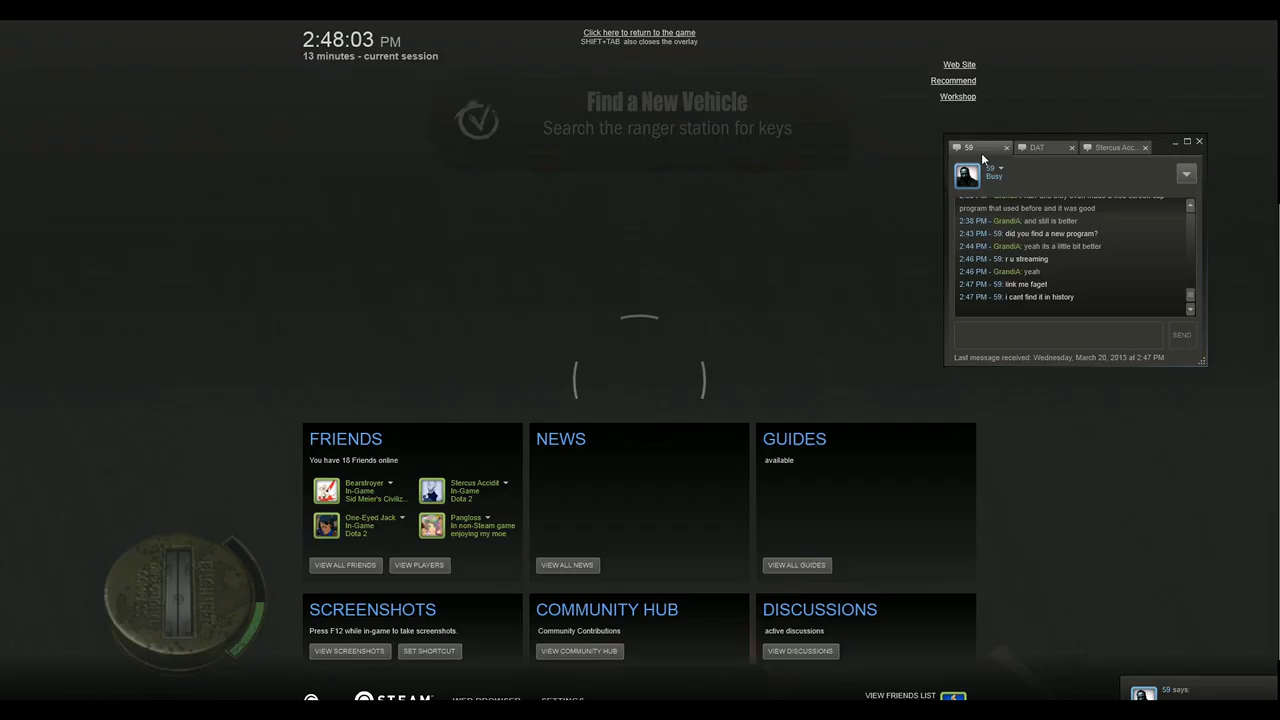 2:48:03 PM
13 minutes - current session
Click here to return to the game
SHIFT+TAB also closes the overlay
Web Site
Recommend
Workshop
Find a New Vehicle
Search the ranger station for keys
59
DAT
Stercus Acc...
59
Busy
program that used before and it was good
2:38 PM - GrandiA: and still is better
2:43 PM - 59: did you find a new program?
2:44 PM - GrandiA: yeah its a little bit better
2:46 PM - 59: r u streaming
2:46 PM - GrandiA: yeah
2:47 PM - 59: link me faget
2:47 PM - 59: i cant find it in history
SEND
Last message received: Wednesday, March 20, 2013 at 2:47 PM
FRIENDS
You have 18 Friends online
Bearstroyer
In-Game
Sid Meier's Civiliz...
Stercus Accidit
In-Game
Dota 2
One-Eyed Jack
In-Game
Dota 2
Pangloss
In non-Steam game
enjoying my moe
VIEW ALL FRIENDS
VIEW PLAYERS
NEWS
VIEW ALL NEWS
GUIDES
available
VIEW ALL GUIDES
SCREENSHOTS
Press F12 while in-game to take screenshots.
VIEW SCREENSHOTS
SET SHORTCUT
COMMUNITY HUB
Community Contributions
VIEW COMMUNITY HUB
DISCUSSIONS
active discussions
VIEW DISCUSSIONS
STEAM
WEB BROWSER
SETTINGS
VIEW FRIENDS LIST
59 says: